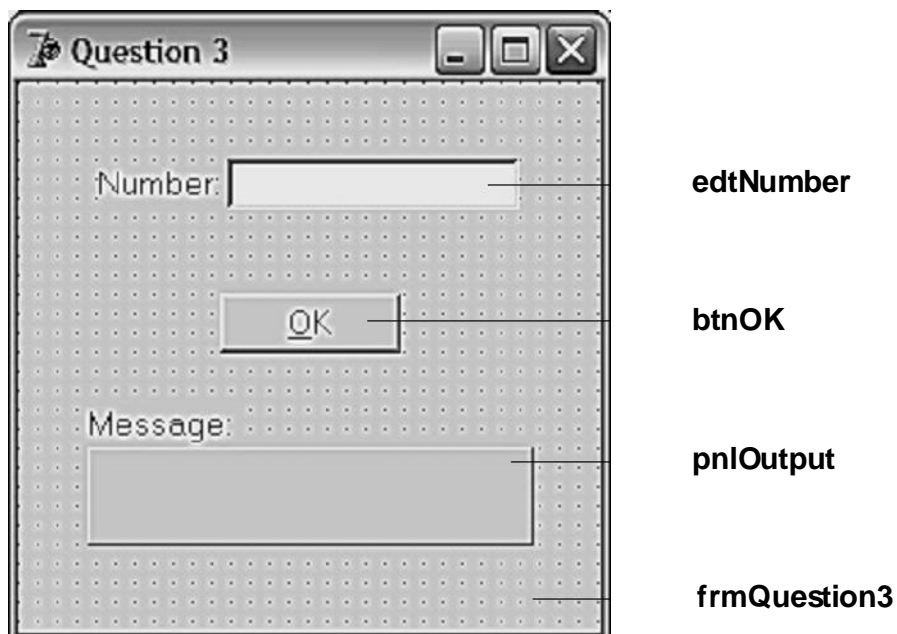 Question 3
Number:
edtNumber
OK
btnOK
Message:
pnlOutput
frmQuestion3